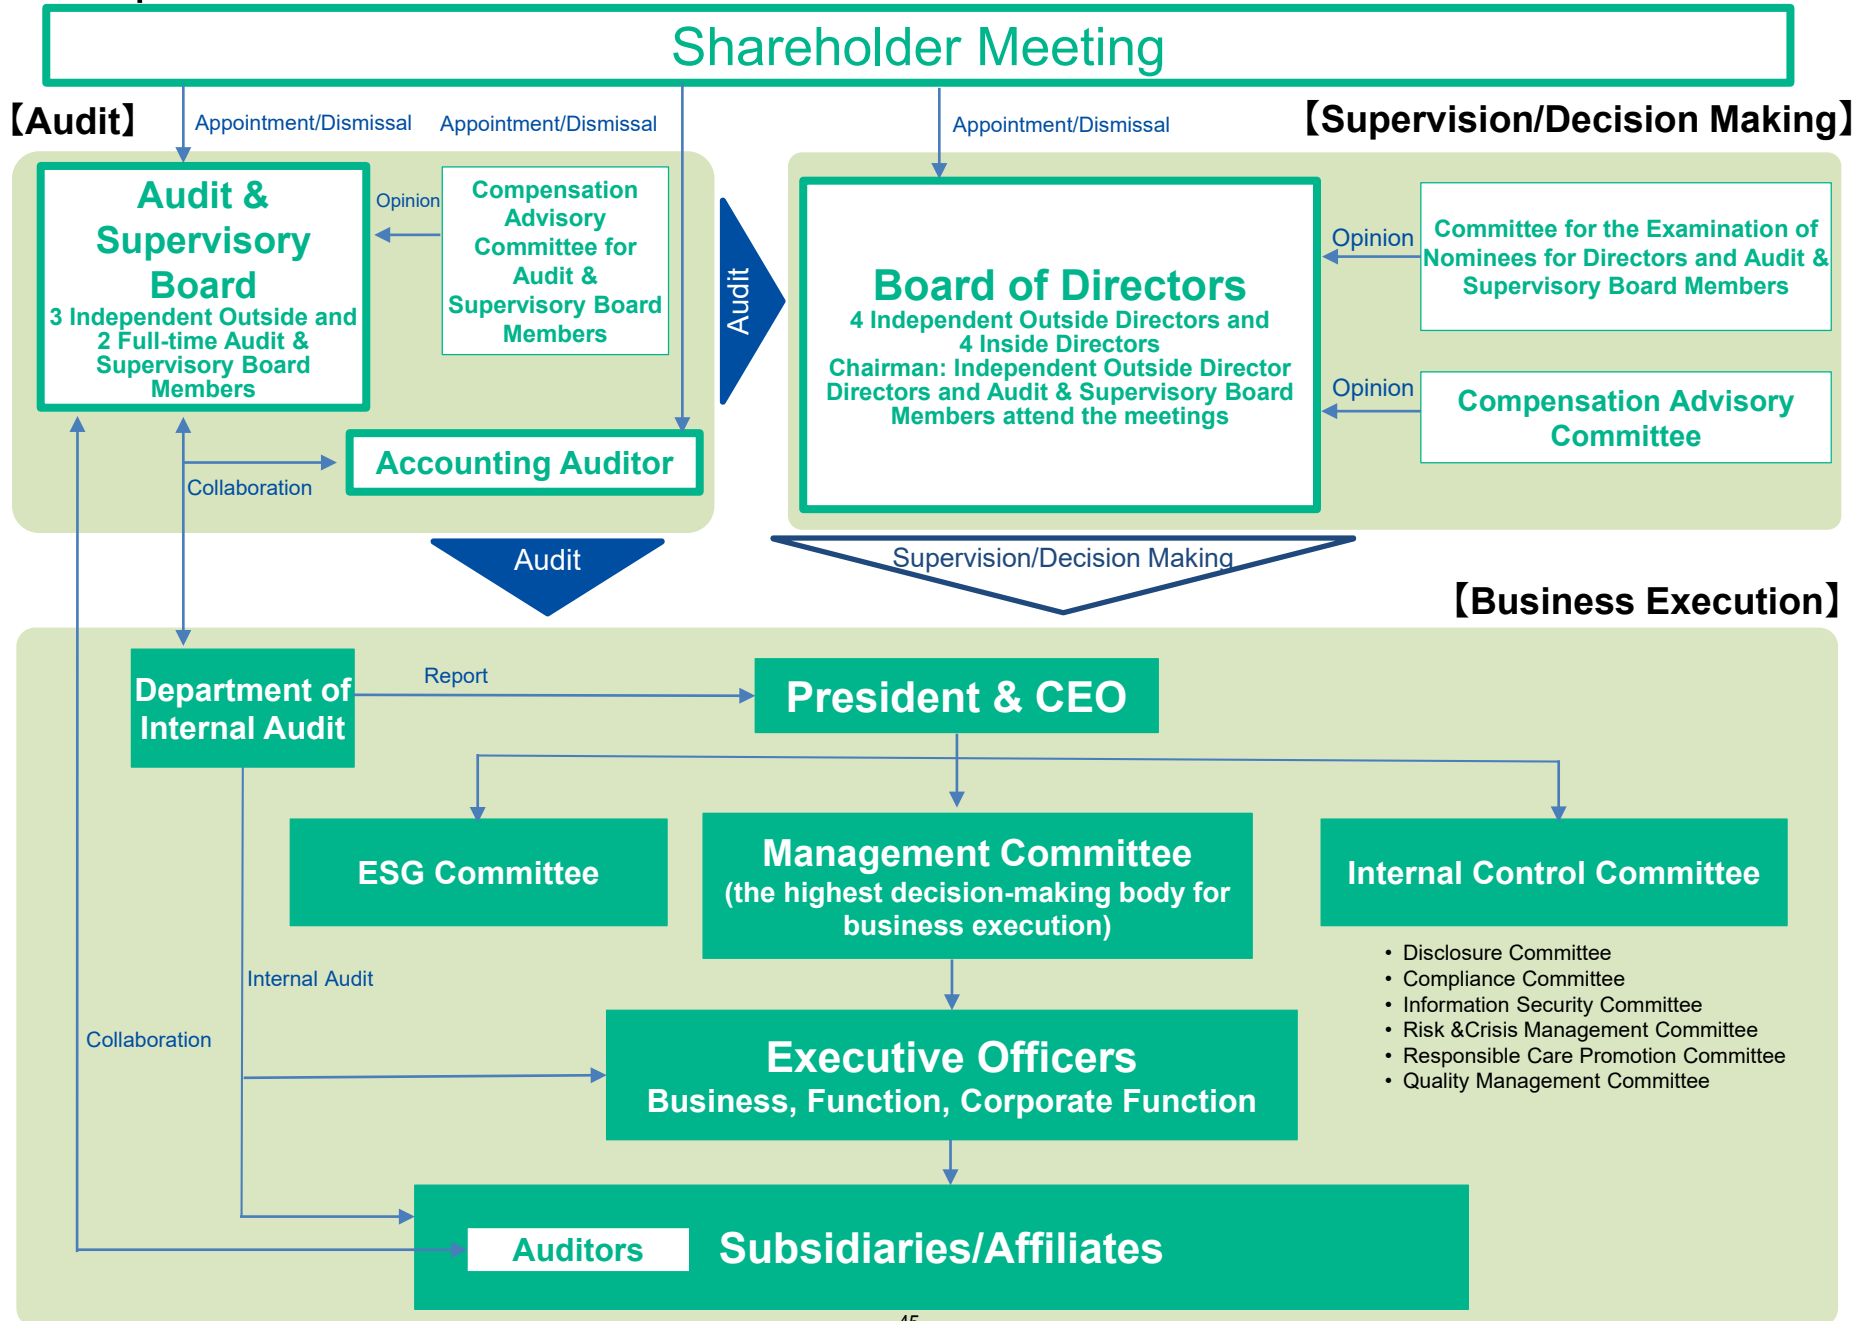 Shareholder Meeting
【Audit】
【Supervision/Decision Making】
Appointment/Dismissal
Appointment/Dismissal
Appointment/Dismissal
Audit &
Supervisory
Board
3 Independent Outside and
2 Full-time Audit &
Supervisory Board
Members
Opinion
Compensation
Advisory
Committee for
Audit &
Supervisory Board
Members
Accounting Auditor
Collaboration
Audit
Board of Directors
4 Independent Outside Directors and
4 Inside Directors
Chairman: Independent Outside Director
Directors and Audit & Supervisory Board
Members attend the meetings
Opinion
Committee for the Examination of
Nominees for Directors and Audit &
Supervisory Board Members
Opinion
Compensation Advisory
Committee
Audit
Supervision/Decision Making
【Business Execution】
Department of
Internal Audit
Report
President & CEO
ESG Committee
Management Committee
(the highest decision-making body for
business execution)
Internal Control Committee
• Disclosure Committee
• Compliance Committee
• Information Security Committee
• Risk &Crisis Management Committee
• Responsible Care Promotion Committee
• Quality Management Committee
Internal Audit
Collaboration
Executive Officers
Business, Function, Corporate Function
Auditors
Subsidiaries/Affiliates